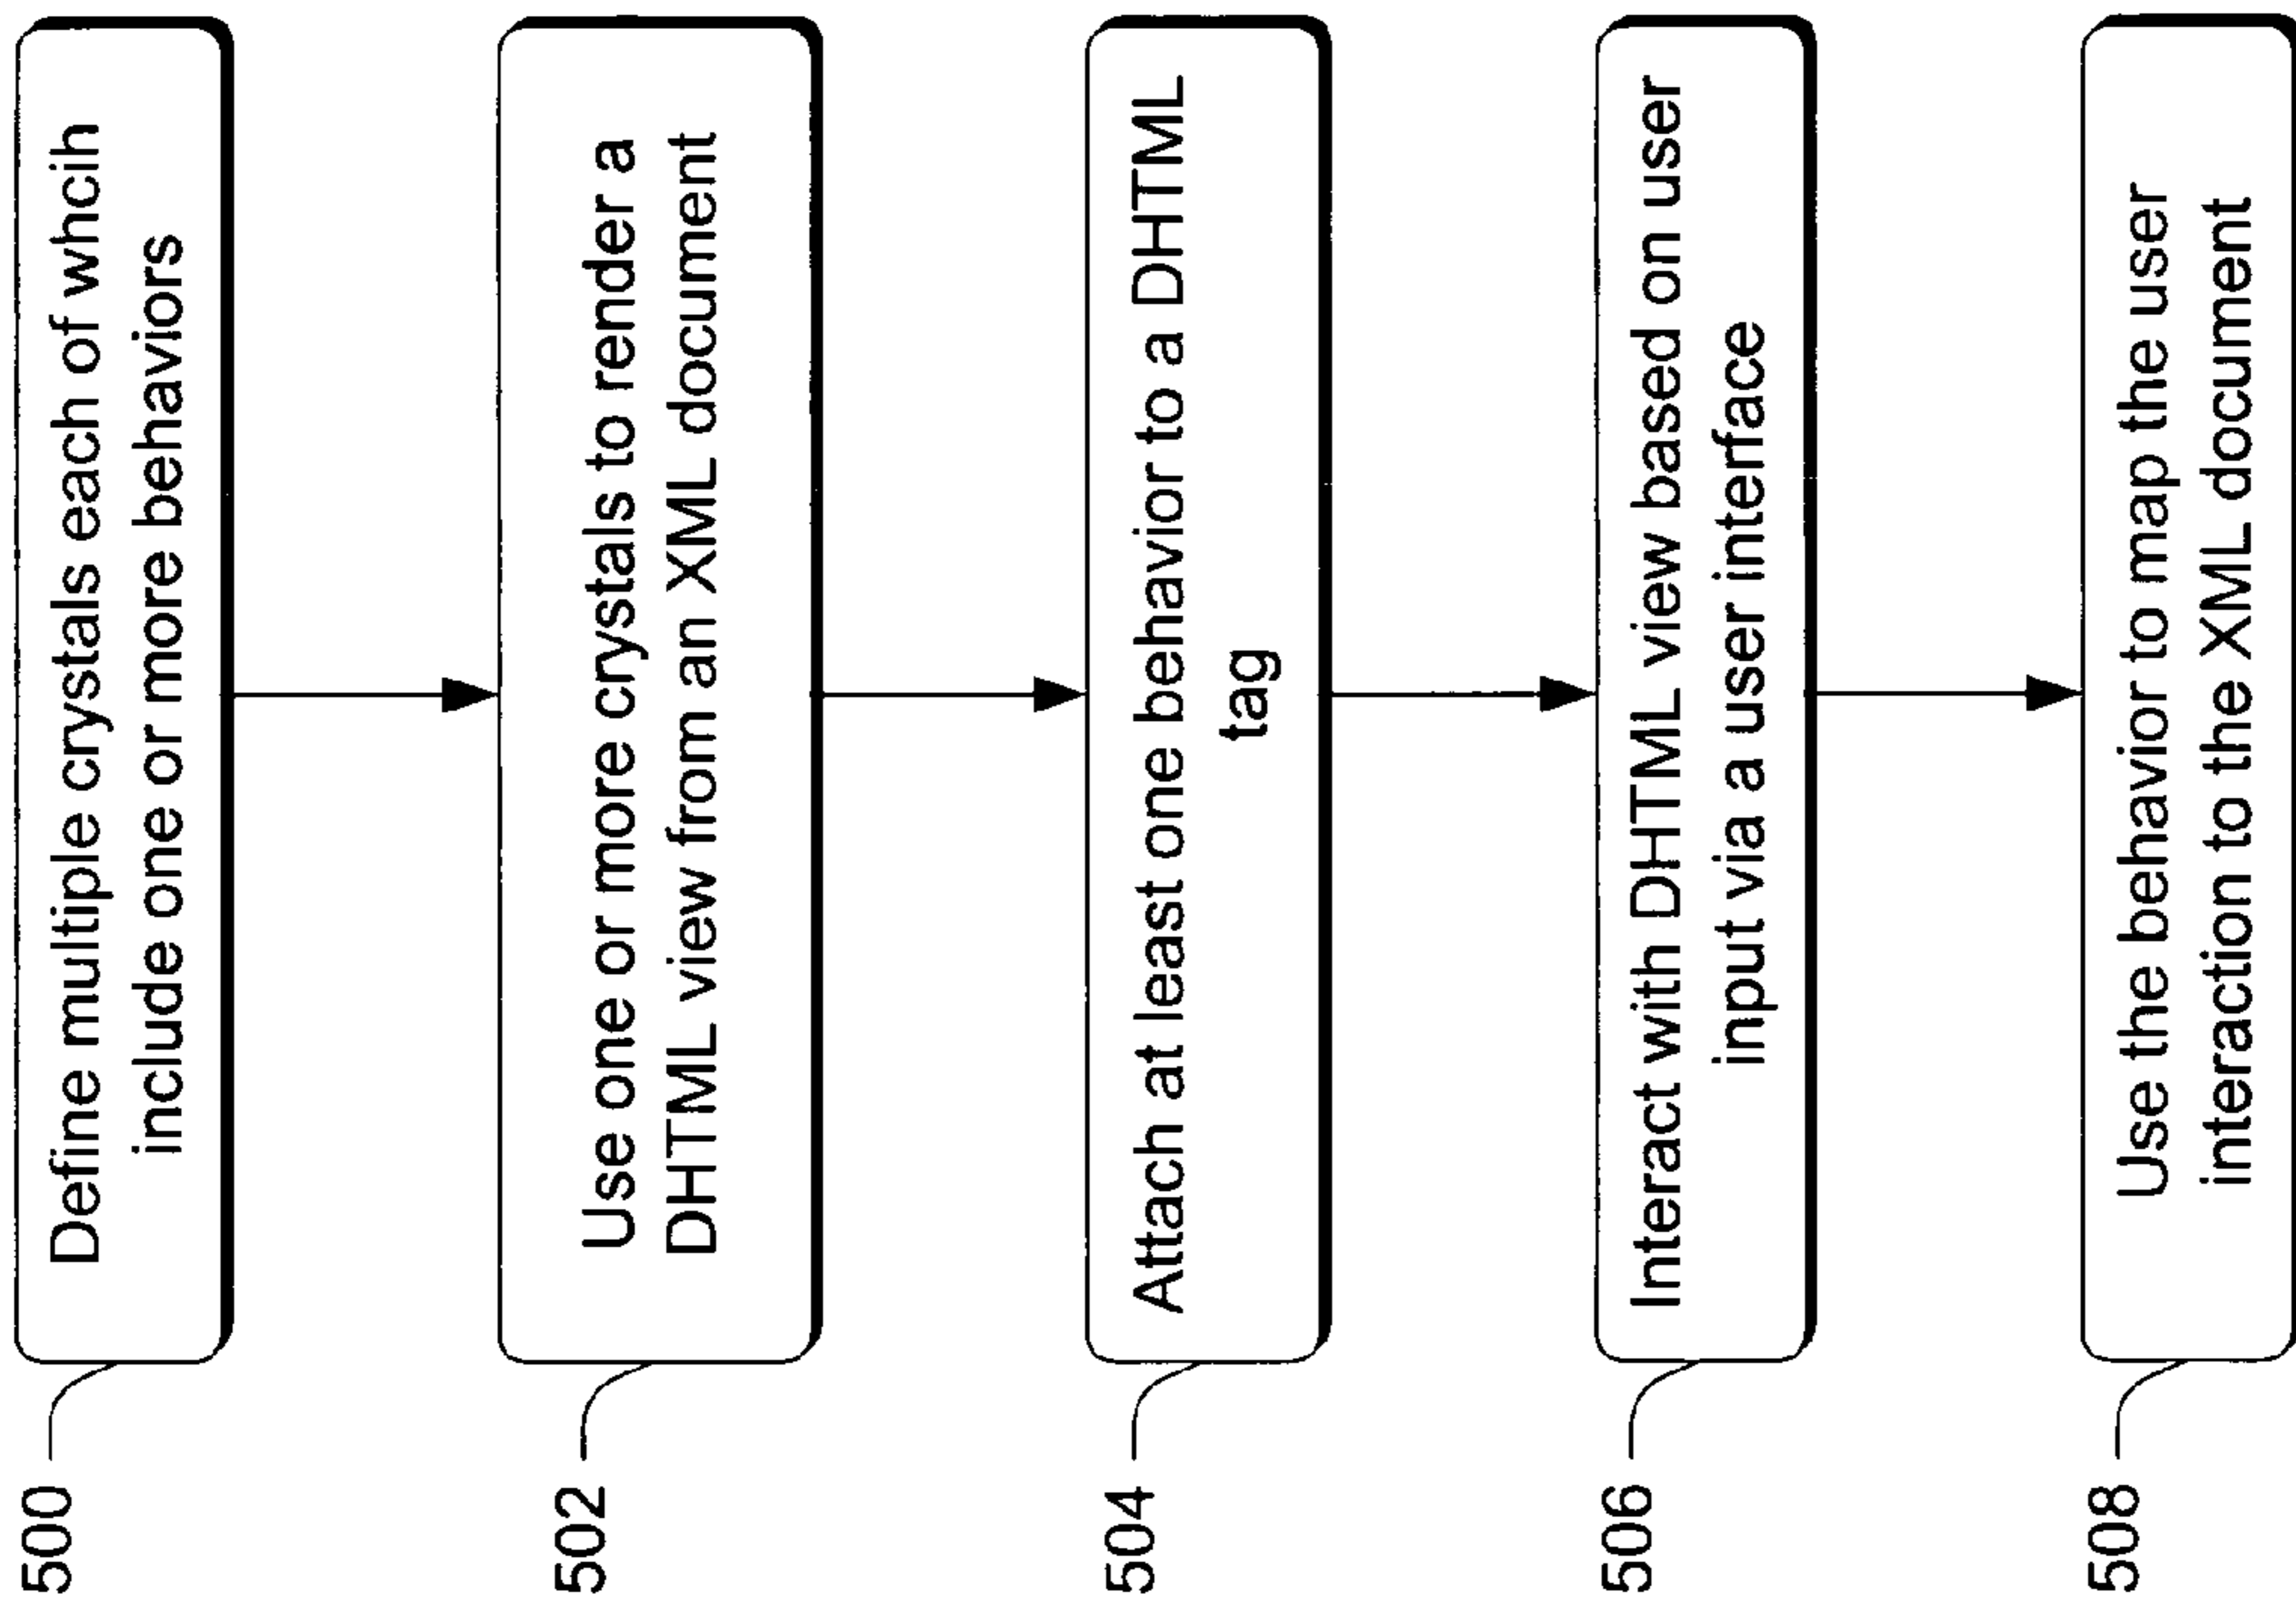 500
Define multiple crystals each of whcih
include one or more behaviors
502
Use one or more crystals to render a
DHTML view from an XML document
504
Attach at least one behavior to a DHTML
tag
506
Interact with DHTML view based on user
input via a user interface
508
Use the behavior to map the user
interaction to the XML document